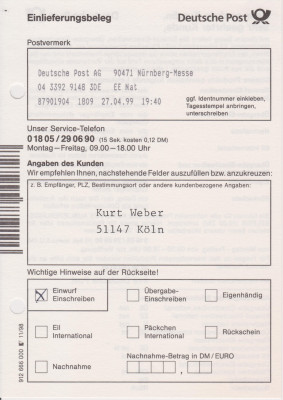 Einlieferungsbeleg
Deutsche Post
Postvermerk
Deutsche Post AG 90471 Nürnberg-Messe
04 3392 9148 3DE EE Mat
87901904 1809 27.04.99 19:40
ggf. Identnummer einkleben,
Tagesstempel anbringen,
unterschreiben
Unser Service-Telefon
0 18 05 / 29 06 90 (15 Sek. kosten 0,12 DM)
Montag–Freitag, 09.00–18.00 Uhr
Angaben des Kunden
Wir empfehlen Ihnen, nachstehende Felder auszufüllen bzw. anzukreuzen:
z. B. Empfänger, PLZ, Bestimmungsort oder andere kundenbezogene Angaben:
Kurt Weber
51147 Köln
Wichtige Hinweise auf der Rückseite!
Einwurf Einschreiben
Übergabe-Einschreiben
Eigenhändig
Eil International
Päckchen International
Rückschein
Nachnahme
Nachnahme-Betrag in DM / EURO
912 666 000 11/98